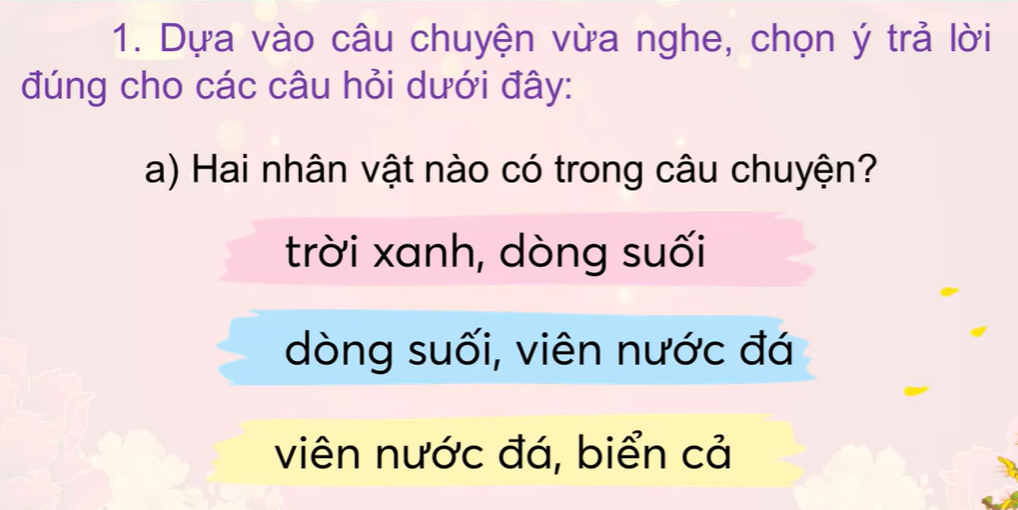 1. Dựa vào câu chuyện vừa nghe, chọn ý trả lời
đúng cho các câu hỏi dưới đây:
a) Hai nhân vật nào có trong câu chuyện?
trời xanh, dòng suối
dòng suối, viên nước đá
viên nước đá, biển cả